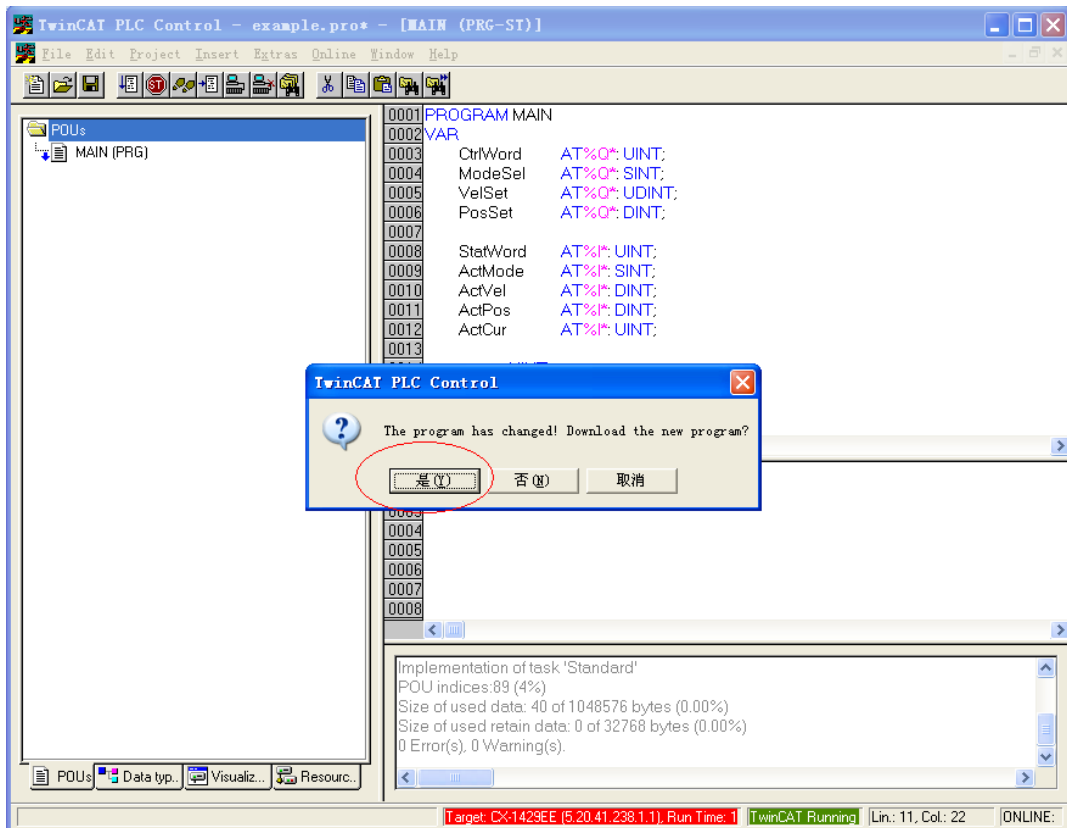 TwinCAT PLC Control - example.pro* - [MAIN (PRG-ST)]
File Edit Project Insert Extras Online Window Help
POUs
MAIN (PRG)
0001 PROGRAM MAIN
0002 VAR
0003 CtrlWord AT%Q*: UINT;
0004 ModeSel AT%Q*: SINT;
0005 VelSet AT%Q*: UDINT;
0006 PosSet AT%Q*: DINT;
0007
0008 StatWord AT%I*: UINT;
0009 ActMode AT%I*: SINT;
0010 ActVel AT%I*: DINT;
0011 ActPos AT%I*: DINT;
0012 ActCur AT%I*: UINT;
0013
TwinCAT PLC Control
The program has changed! Download the new program?
是(Y) 否(N) 取消
0003
0004
0005
0006
0007
0008
Implementation of task 'Standard'
POU indices:89 (4%)
Size of used data: 40 of 1048576 bytes (0.00%)
Size of used retain data: 0 of 32768 bytes (0.00%)
0 Error(s), 0 Warning(s).
POUs Data typ.. Visualiz... Resourc..
Target: CX-1429EE (5.20.41.238.1.1), Run Time: 1 TwinCAT Running Lin.: 11, Col.: 22 ONLINE: